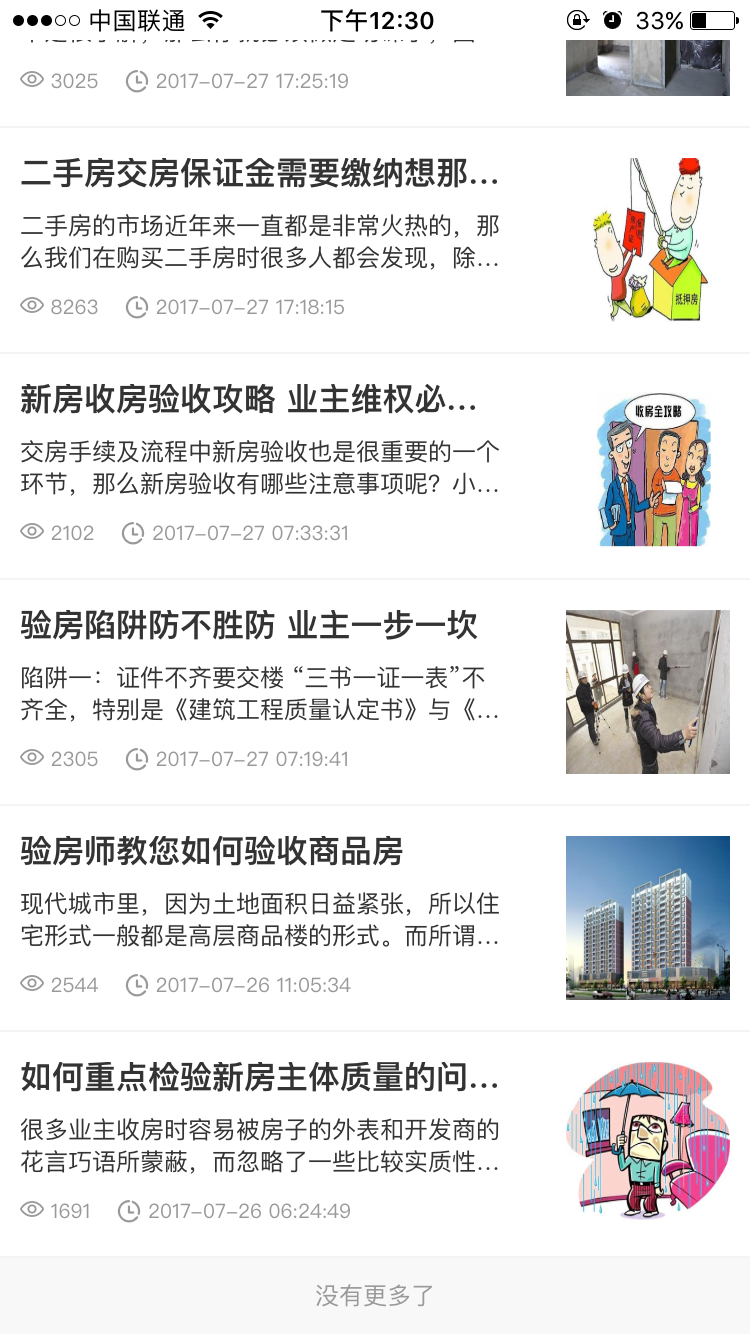 中国联通 下午12:30 33%
3025 2017-07-27 17:25:19
二手房交房保证金需要缴纳想那...
二手房的市场近年来一直都是非常火热的，那
么我们在购买二手房时很多人都会发现，除...
抵押房
8263 2017-07-27 17:18:15
新房收房验收攻略 业主维权必...
收房全攻略
交房手续及流程中新房验收也是很重要的一个
环节，那么新房验收有哪些注意事项呢？小...
2102 2017-07-27 07:33:31
验房陷阱防不胜防 业主一步一坎
陷阱一：证件不齐要交楼 “三书一证一表”不
齐全，特别是《建筑工程质量认定书》与《...
2305 2017-07-27 07:19:41
验房师教您如何验收商品房
现代城市里，因为土地面积日益紧张，所以住
宅形式一般都是高层商品楼的形式。而所谓...
2544 2017-07-26 11:05:34
如何重点检验新房主体质量的问...
很多业主收房时容易被房子的外表和开发商的
花言巧语所蒙蔽，而忽略了一些比较实质性...
1691 2017-07-26 06:24:49
没有更多了